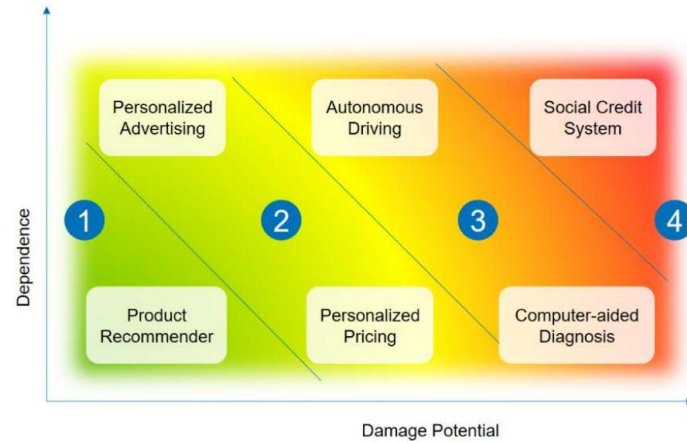 Personalized
Advertising
Autonomous
Driving
Social Credit
System
1
2
3
4
Dependence
Product
Recommender
Personalized
Pricing
Computer-aided
Diagnosis
Damage Potential